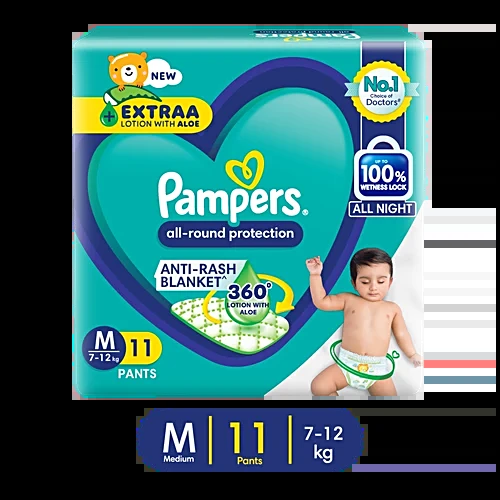 NEW
+ EXTRAA
LOTION WITH ALOE
No.1
Choice of
Doctors#
UP TO
100%
WETNESS LOCK
ALL NIGHT
Pampers®
all-round protection
ANTI-RASH
BLANKET^
360°
LOTION WITH
ALOE
M
7-12 kg
11
PANTS
M
Medium
11
Pants
7-12
kg